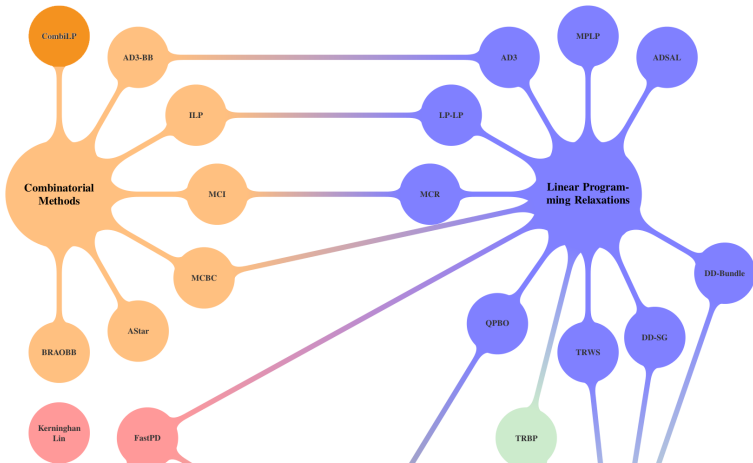 CombiLP
AD3-BB
AD3
MPLP
ADSAL
ILP
LP-LP
Combinatorial
Methods
MCI
MCR
Linear Program-
ming Relaxations
MCBC
DD-Bundle
BRAOBB
AStar
QPBO
TRWS
DD-SG
Kerninghan
Lin
FastPD
TRBP